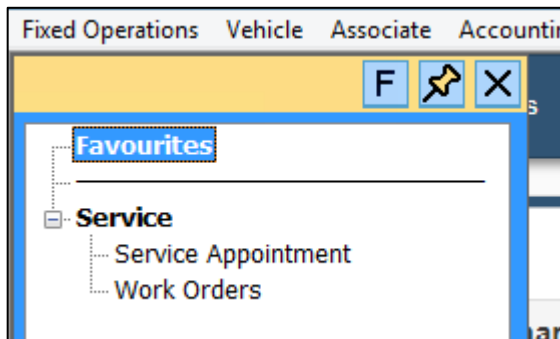 Fixed Operations Vehicle Associate
F
Favourites
Service
Service Appointment
Work Orders